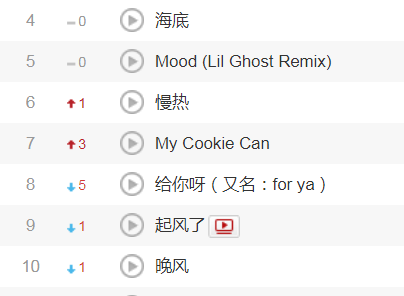 4 0 海底
5 0 Mood (Lil Ghost Remix)
6 1 慢热
7 3 My Cookie Can
8 5 给你呀（又名：for ya）
9 1 起风了
10 1 晚风